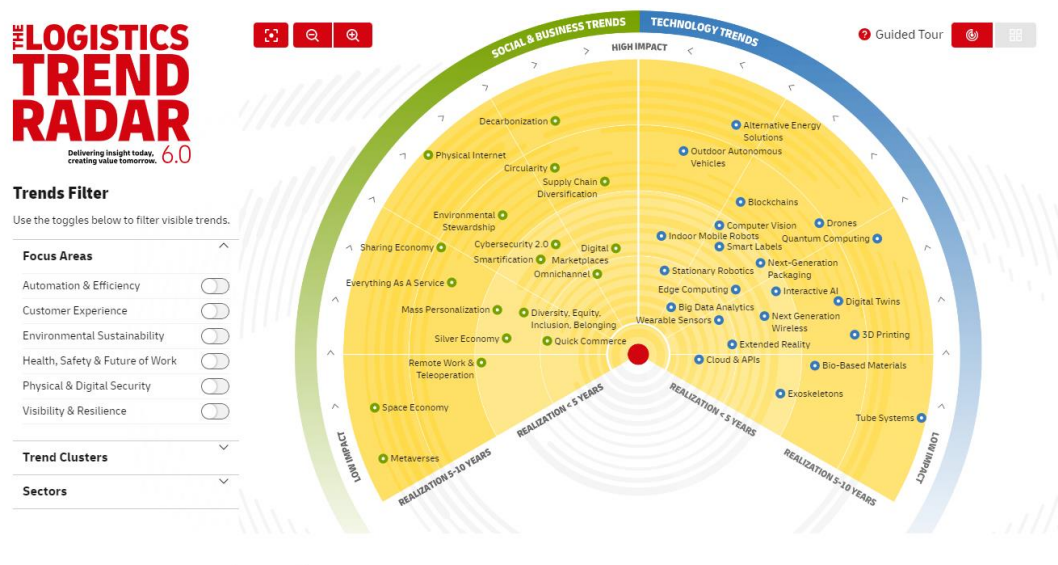 THE
LOGISTICS
TREND
RADAR
Delivering insight today,
creating value tomorrow.
6.0
Trends Filter
Use the toggles below to filter visible trends.
Focus Areas
Automation & Efficiency
Customer Experience
Environmental Sustainability
Health, Safety & Future of Work
Physical & Digital Security
Visibility & Resilience
Trend Clusters
Sectors
Guided Tour
SOCIAL & BUSINESS TRENDS
TECHNOLOGY TRENDS
HIGH IMPACT
Decarbonization
Physical Internet
Circularity
Supply Chain
Diversification
Environmental
Stewardship
Sharing Economy
Cybersecurity 2.0
Digital
Marketplaces
Smartification
Omnichannel
Everything As A Service
Mass Personalization
Diversity, Equity,
Inclusion, Belonging
Silver Economy
Quick Commerce
Remote Work &
Teleoperation
Space Economy
Metaverses
LOW IMPACT
REALIZATION < 5 YEARS
REALIZATION 5-10 YEARS
Alternative Energy
Solutions
Outdoor Autonomous
Vehicles
Blockchains
Computer Vision
Drones
Indoor Mobile Robots
Quantum Computing
Smart Labels
Stationary Robotics
Next-Generation
Packaging
Edge Computing
Interactive AI
Digital Twins
Big Data Analytics
Wearable Sensors
Next Generation
Wireless
3D Printing
Extended Reality
Cloud & APIs
Bio-Based Materials
Exoskeletons
Tube Systems
REALIZATION < 5 YEARS
REALIZATION 5-10 YEARS
LOW IMPACT